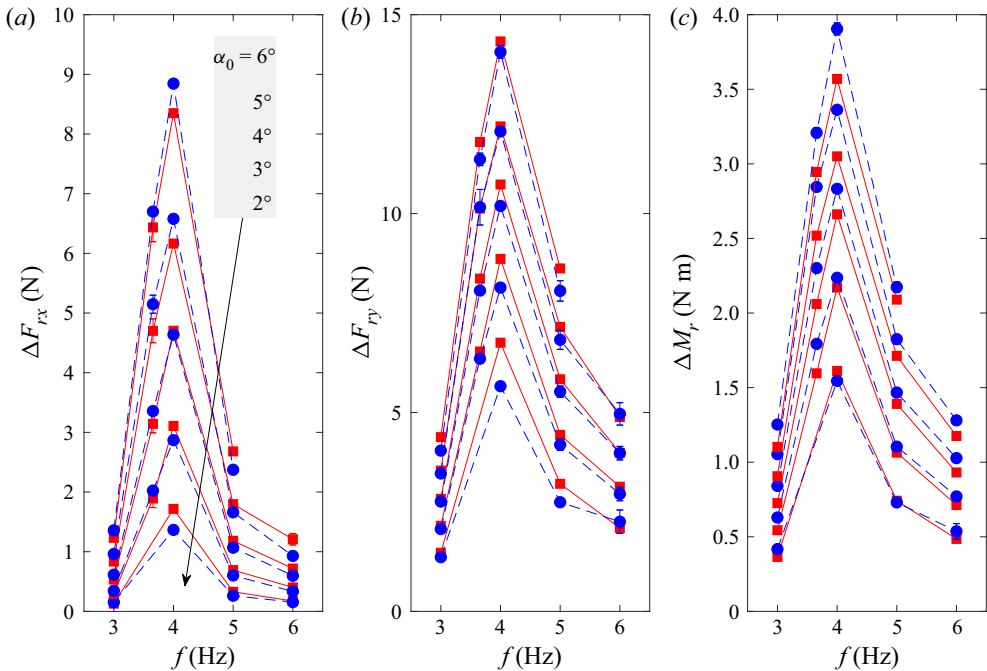 (a)
10
9
8
7
6
5
4
3
2
1
0
ΔF_rx (N)
3 4 5 6
f (Hz)
α_0 = 6°
5°
4°
3°
2°
(b)
15
10
5
0
ΔF_ry (N)
3 4 5 6
f (Hz)
(c)
4.0
3.5
3.0
2.5
2.0
1.5
1.0
0.5
0
ΔM_r (N m)
3 4 5 6
f (Hz)